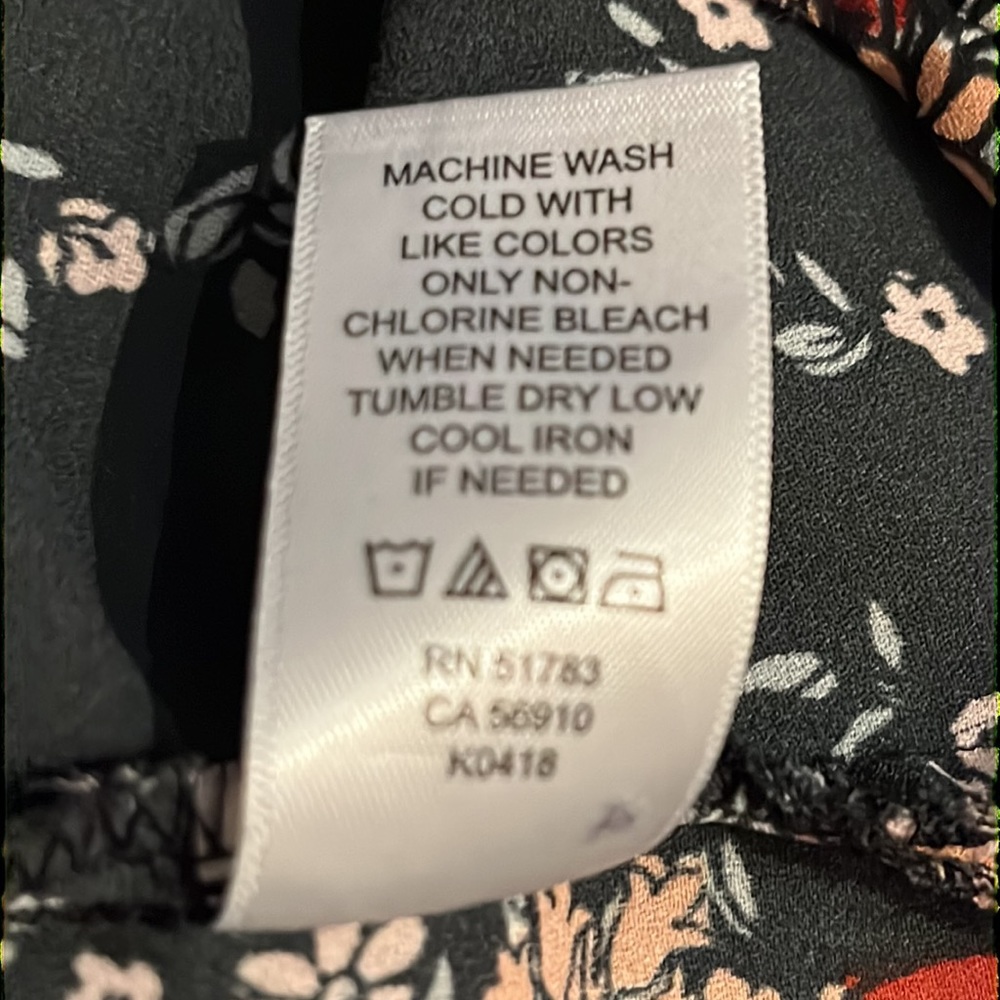 MACHINE WASH
COLD WITH
LIKE COLORS
ONLY NON-
CHLORINE BLEACH
WHEN NEEDED
TUMBLE DRY LOW
COOL IRON
IF NEEDED
RN 51783
CA 56910
K0418